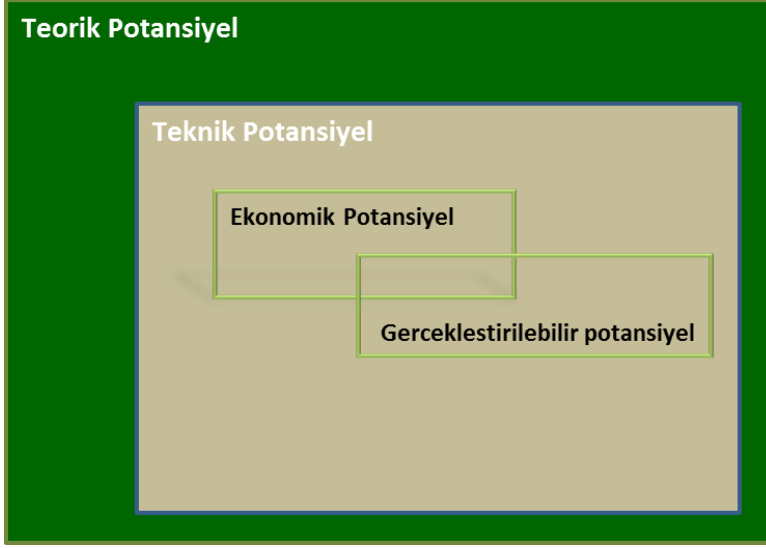 Teorik Potansiyel
Teknik Potansiyel
Ekonomik Potansiyel
Gerceklestirilebilir potansiyel